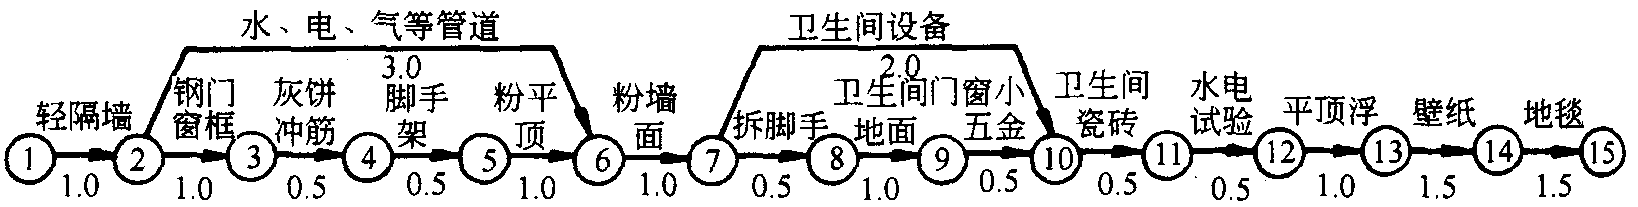 水、电、气等管道
卫生间设备
3.0
2.0
轻隔墙
钢门
窗框
灰饼
冲筋
脚手
架
粉平
顶
粉墙
面
拆脚手
卫生间
地面
门窗小
五金
卫生间
瓷砖
水电
试验
平顶浮
壁纸
地毯
1 2 3 4 5 6 7 8 9 10 11 12 13 14 15
1.0 1.0 0.5 0.5 1.0 1.0 0.5 1.0 0.5 0.5 0.5 1.0 1.5 1.5